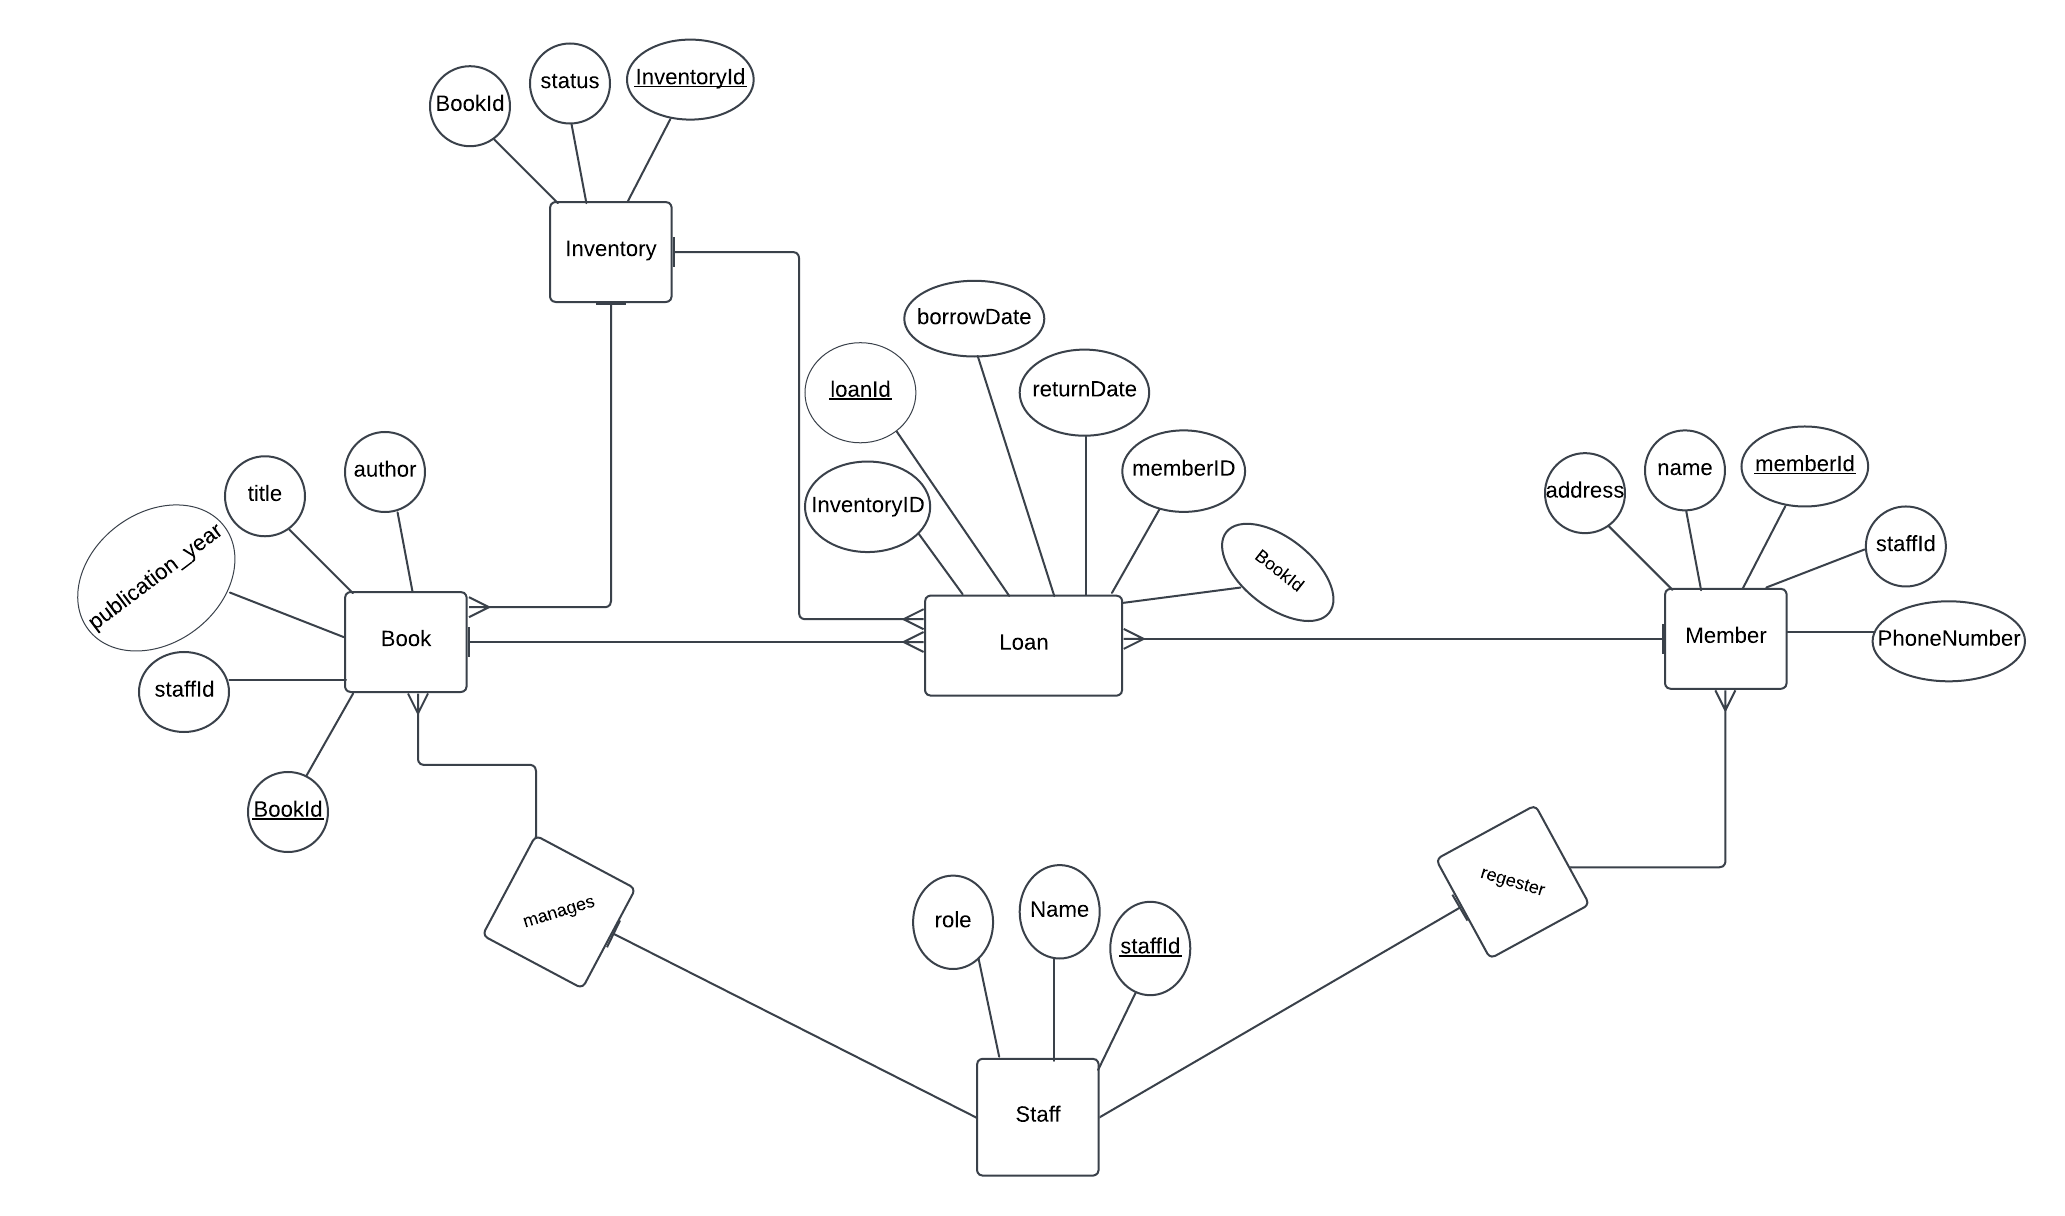 InventoryId
status
BookId
Inventory
borrowDate
loanId
returnDate
memberID
InventoryID
BookId
Loan
author
title
publication_year
staffId
BookId
Book
address
name
memberId
staffId
PhoneNumber
Member
manages
regester
role
Name
staffId
Staff